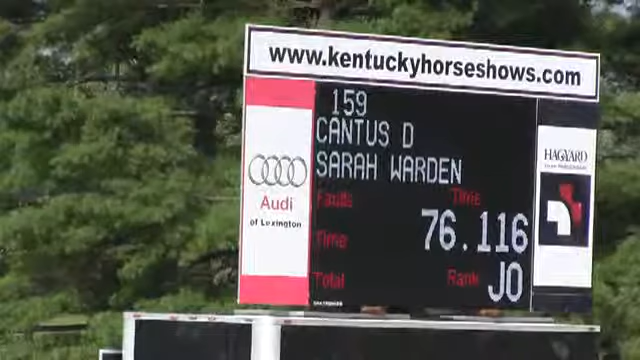 www.kentuckyhorseshows.com
159
CANTUS D
SARAH WARDEN
Faults Time
76.116
Time
Total Rank JO
Audi
of Lexington
HAGYARD